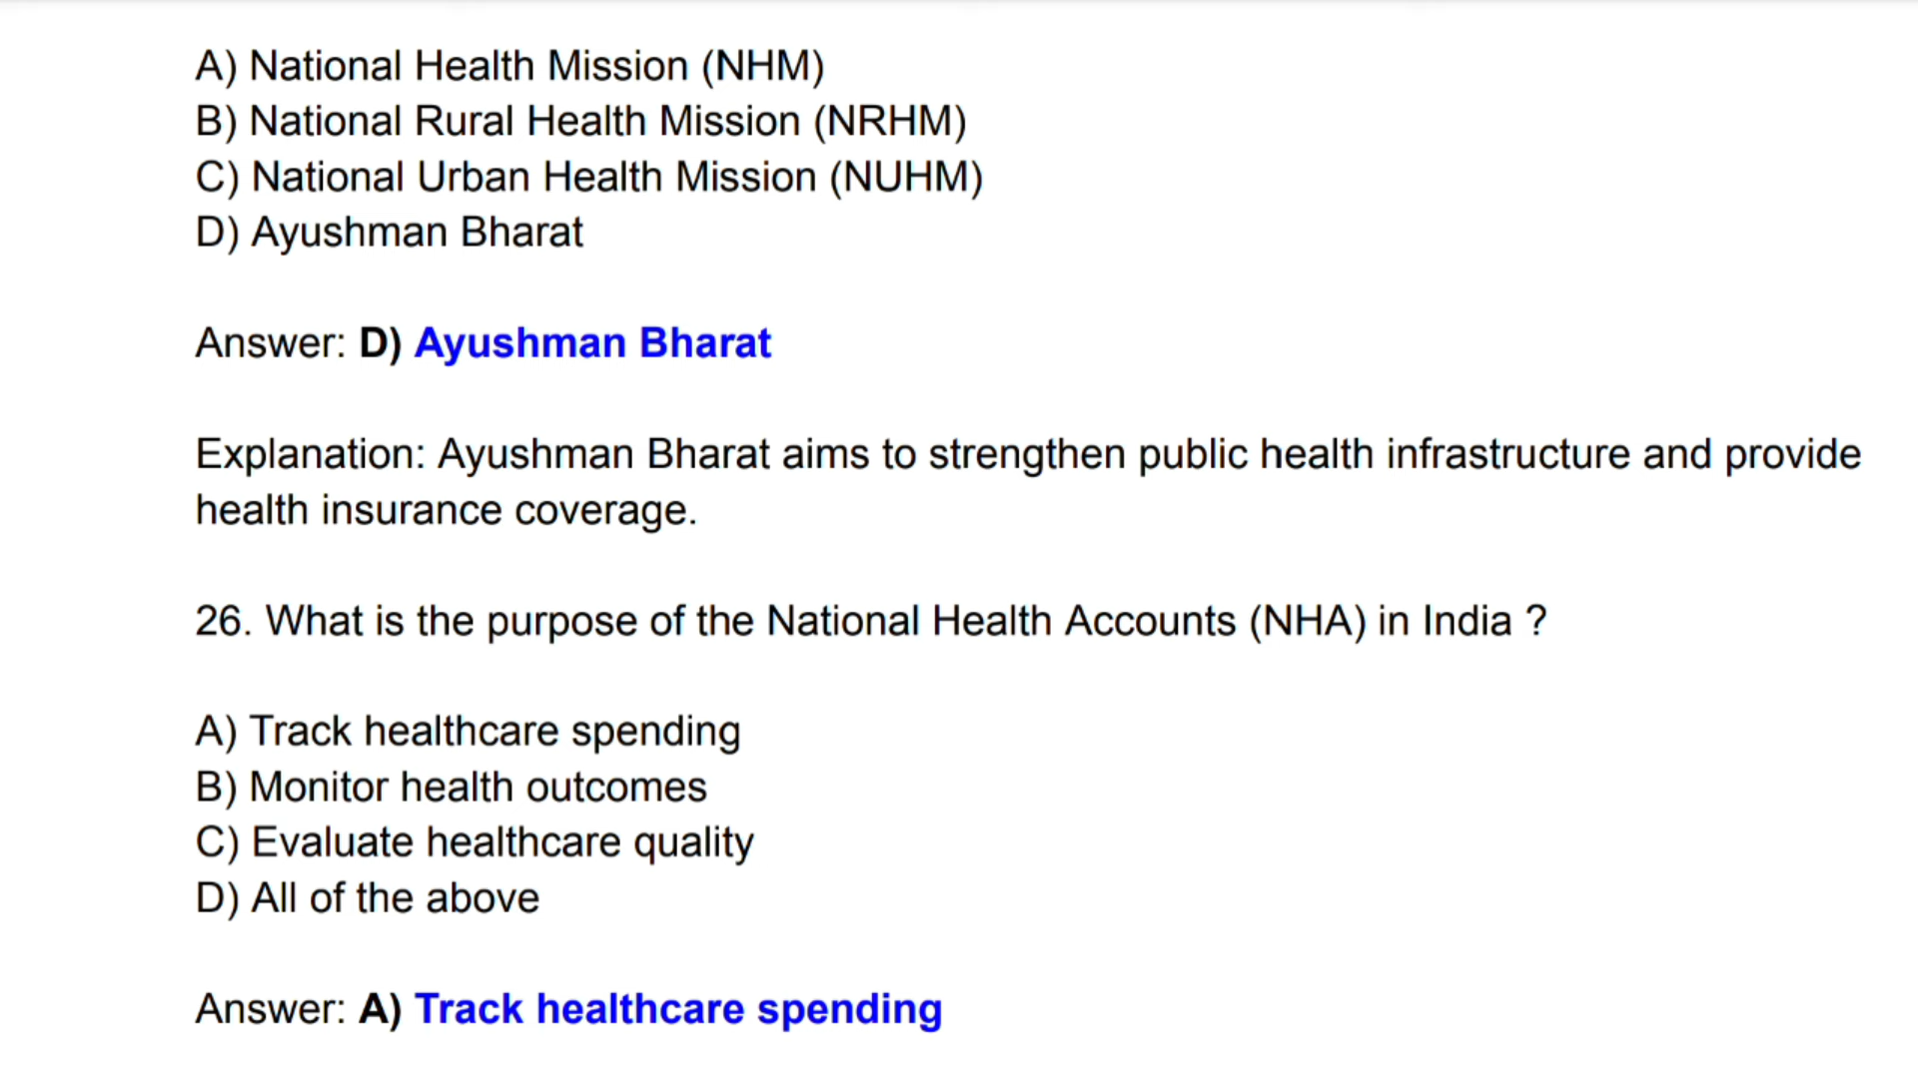 A) National Health Mission (NHM)
B) National Rural Health Mission (NRHM)
C) National Urban Health Mission (NUHM)
D) Ayushman Bharat
Answer: D) Ayushman Bharat
Explanation: Ayushman Bharat aims to strengthen public health infrastructure and provide
health insurance coverage.
26. What is the purpose of the National Health Accounts (NHA) in India ?
A) Track healthcare spending
B) Monitor health outcomes
C) Evaluate healthcare quality
D) All of the above
Answer: A) Track healthcare spending